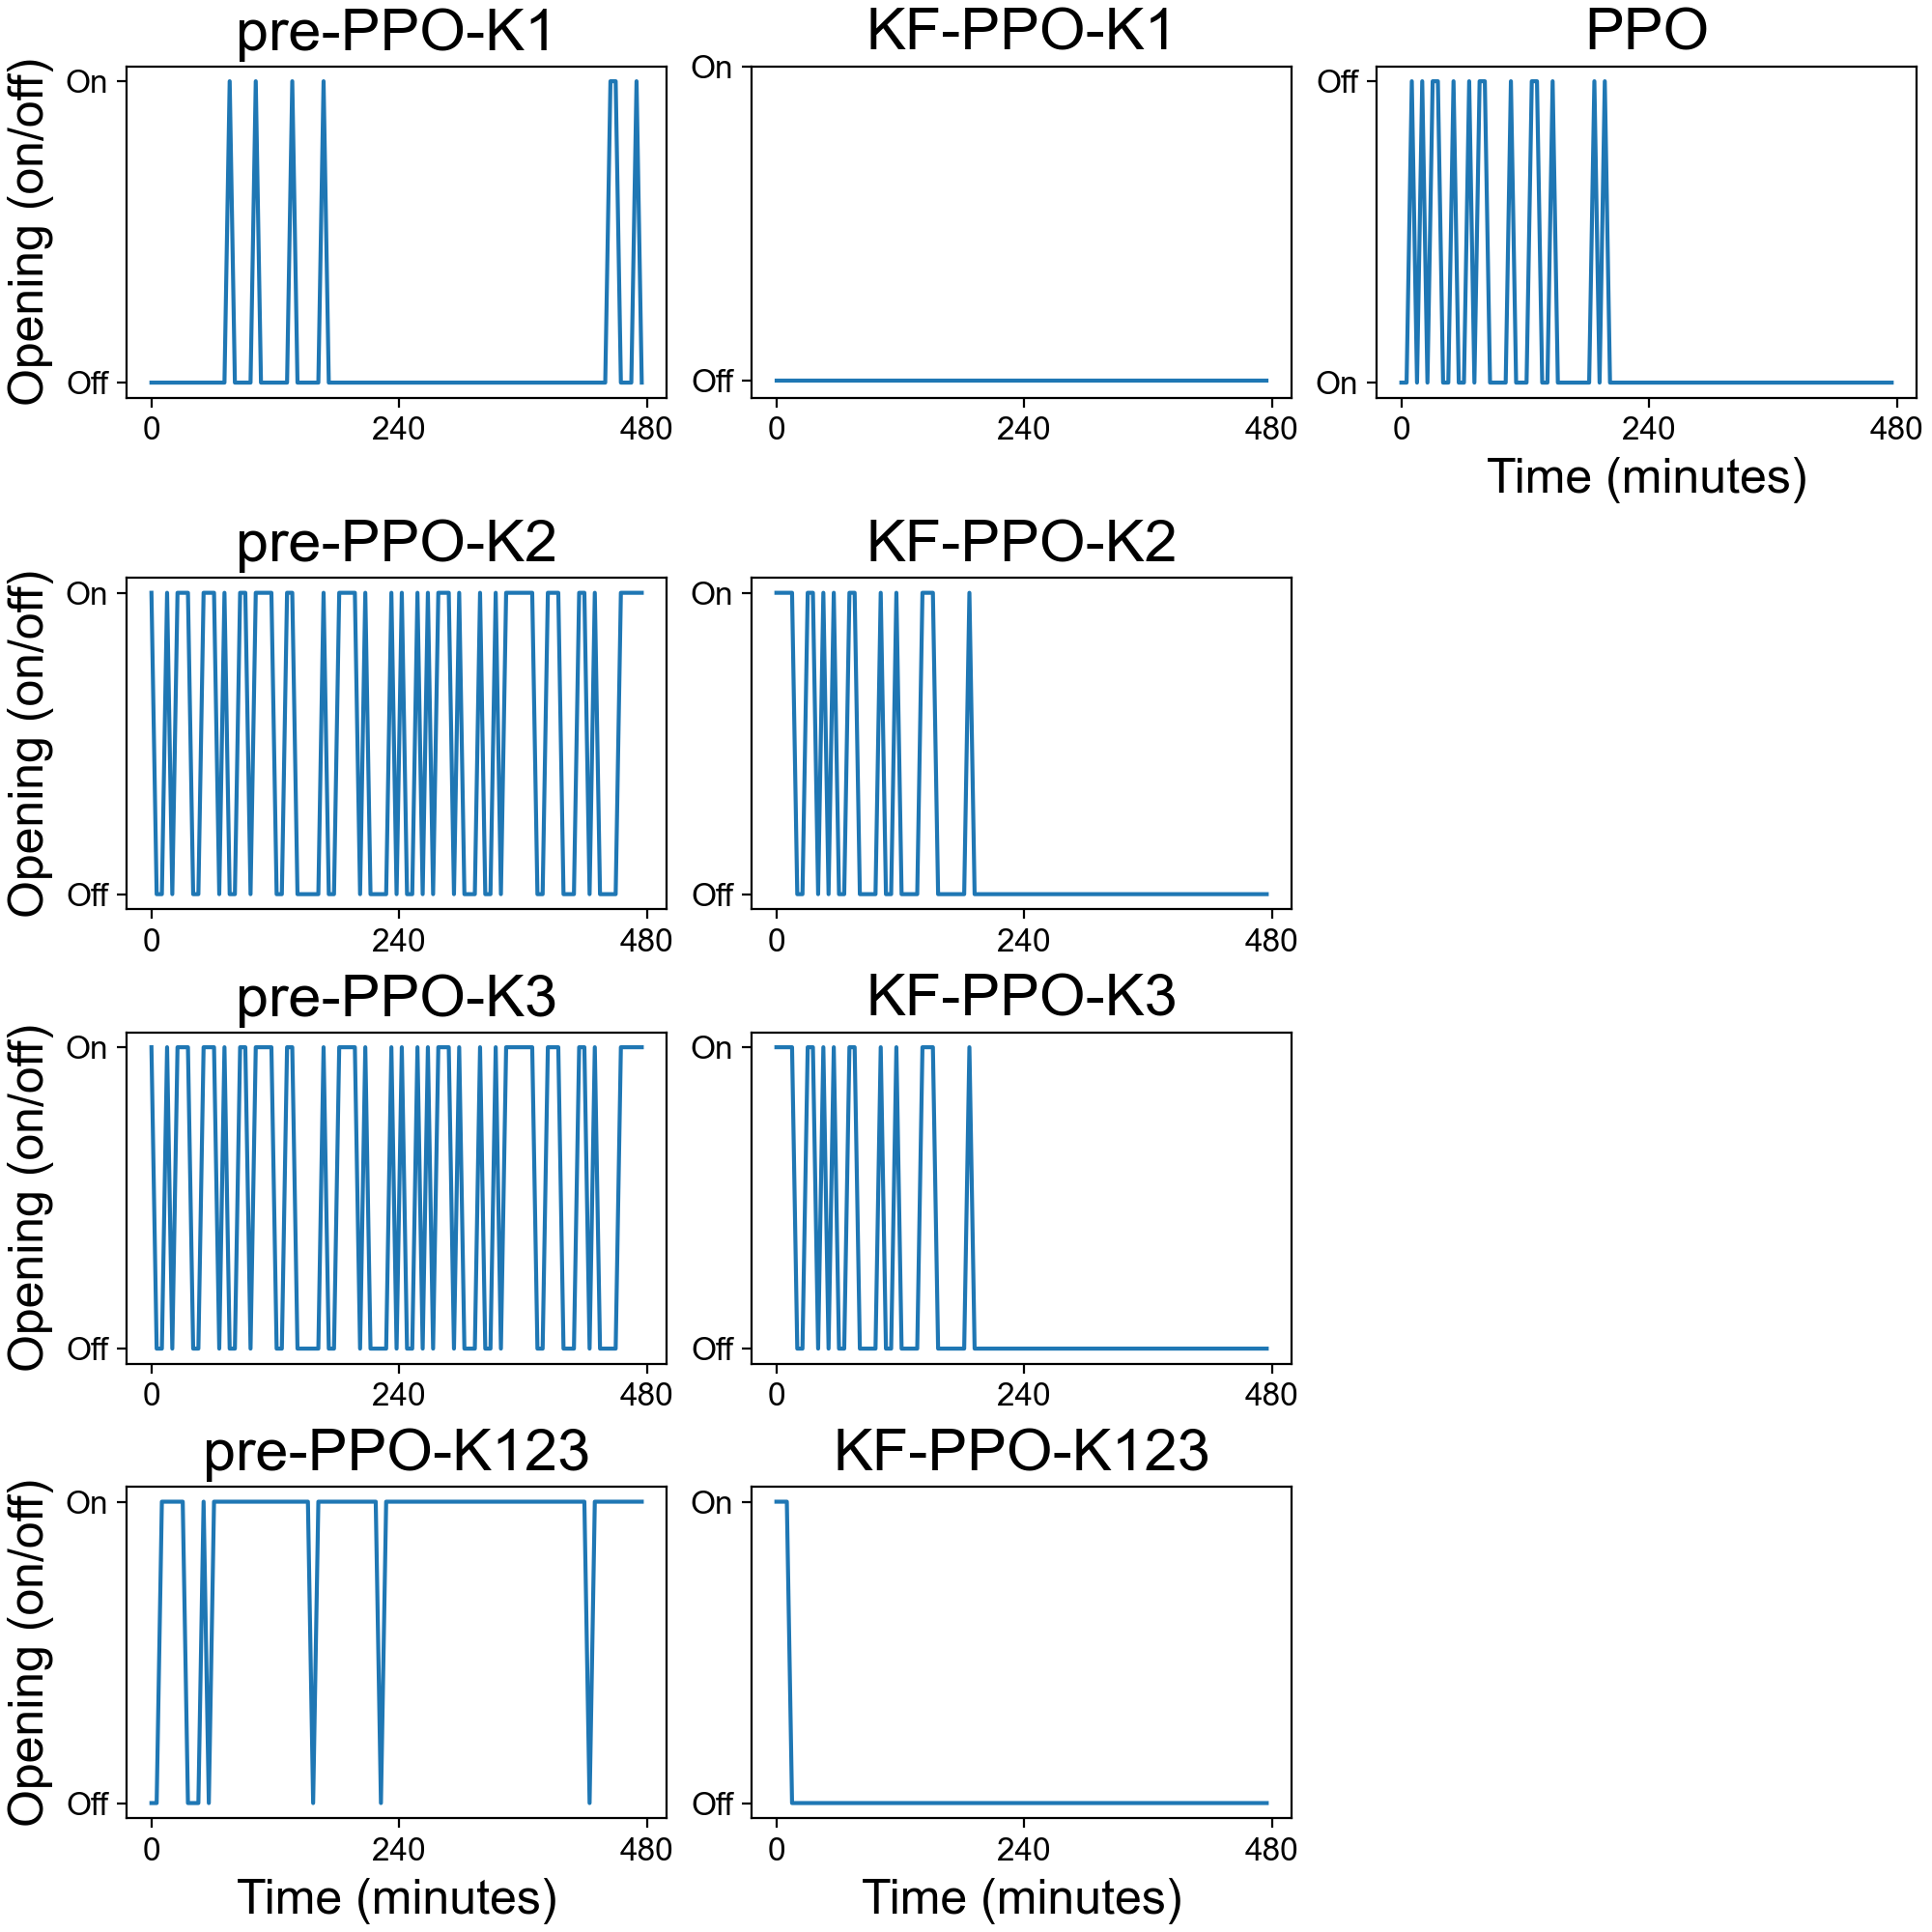 pre-PPO-K1
KF-PPO-K1
PPO
Opening (on/off)
On
Off
0 240 480
On
Off
0 240 480
Off
On
0 240 480
Time (minutes)
pre-PPO-K2
KF-PPO-K2
Opening (on/off)
On
Off
0 240 480
On
Off
0 240 480
pre-PPO-K3
KF-PPO-K3
Opening (on/off)
On
Off
0 240 480
On
Off
0 240 480
pre-PPO-K123
KF-PPO-K123
Opening (on/off)
On
Off
0 240 480
Time (minutes)
On
Off
0 240 480
Time (minutes)